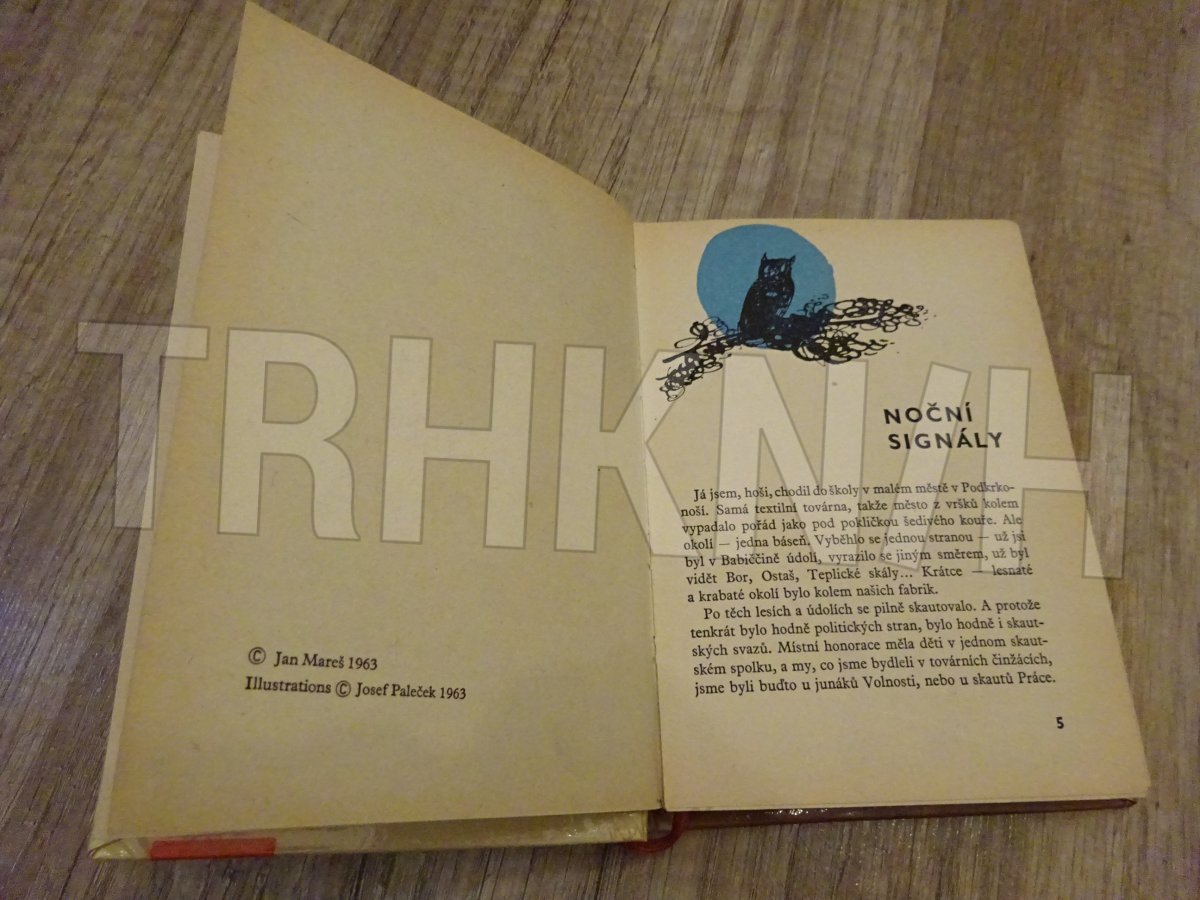 © Jan Mareš 1963
Illustrations © Josef Paleček 1963
NOČNÍ
SIGNÁLY
Já jsem, hoši, chodil do školy v malém městě v Podkrko-
noší. Samá textilní továrna, takže město z vršků kolem
vypadalo pořád jako pod pokličkou šedivého kouře. Ale
okolí — jedna báseň. Vyběhlo se jednou stranou — už jsi
byl v Babiččině údolí, vyrazilo se jiným směrem, už byl
vidět Bor, Ostaš, Teplické skály... Krátce — lesnaté
a krabaté okolí bylo kolem našich fabrik.
Po těch lesích a údolích se pilně skautovalo. A protože
tenkrát bylo hodně politických stran, bylo hodně i skaut-
ských svazů. Místní honorace měla děti v jednom skaut-
ském spolku, a my, co jsme bydleli v továrních činžácích,
jsme byli buďto u junáků Volnosti, nebo u skautů Práce.
5
TRHKNIH